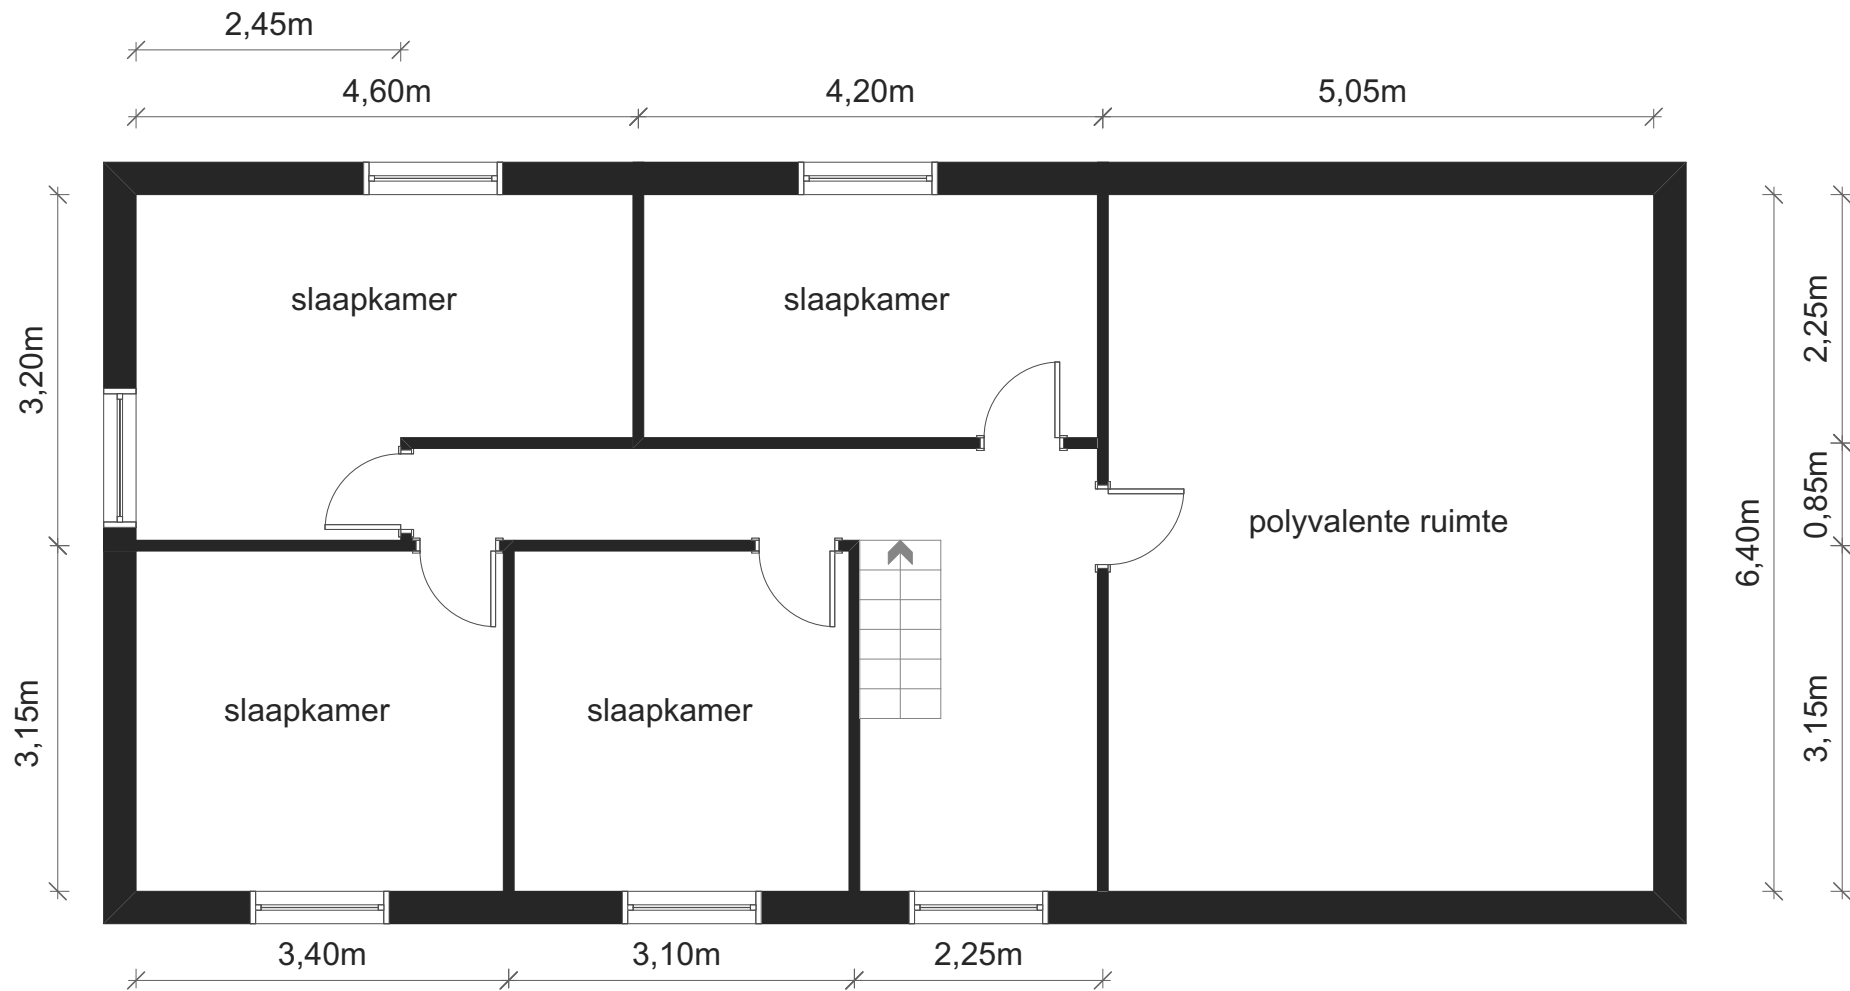 2,45m
4,60m
4,20m
5,05m
slaapkamer
slaapkamer
3,20m
2,25m
0,85m
6,40m
polyvalente ruimte
slaapkamer
slaapkamer
3,15m
3,15m
3,40m
3,10m
2,25m